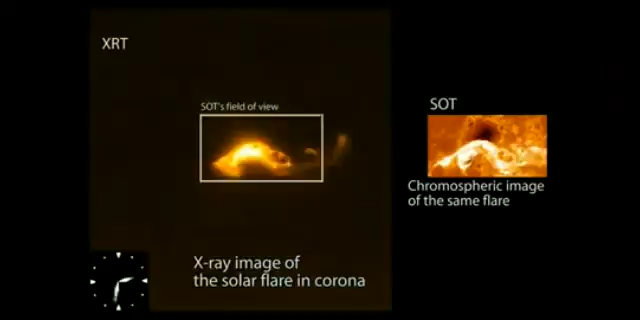 XRT
SOT's field of view
SOT
Chromospheric image
of the same flare
X-ray image of
the solar flare in corona